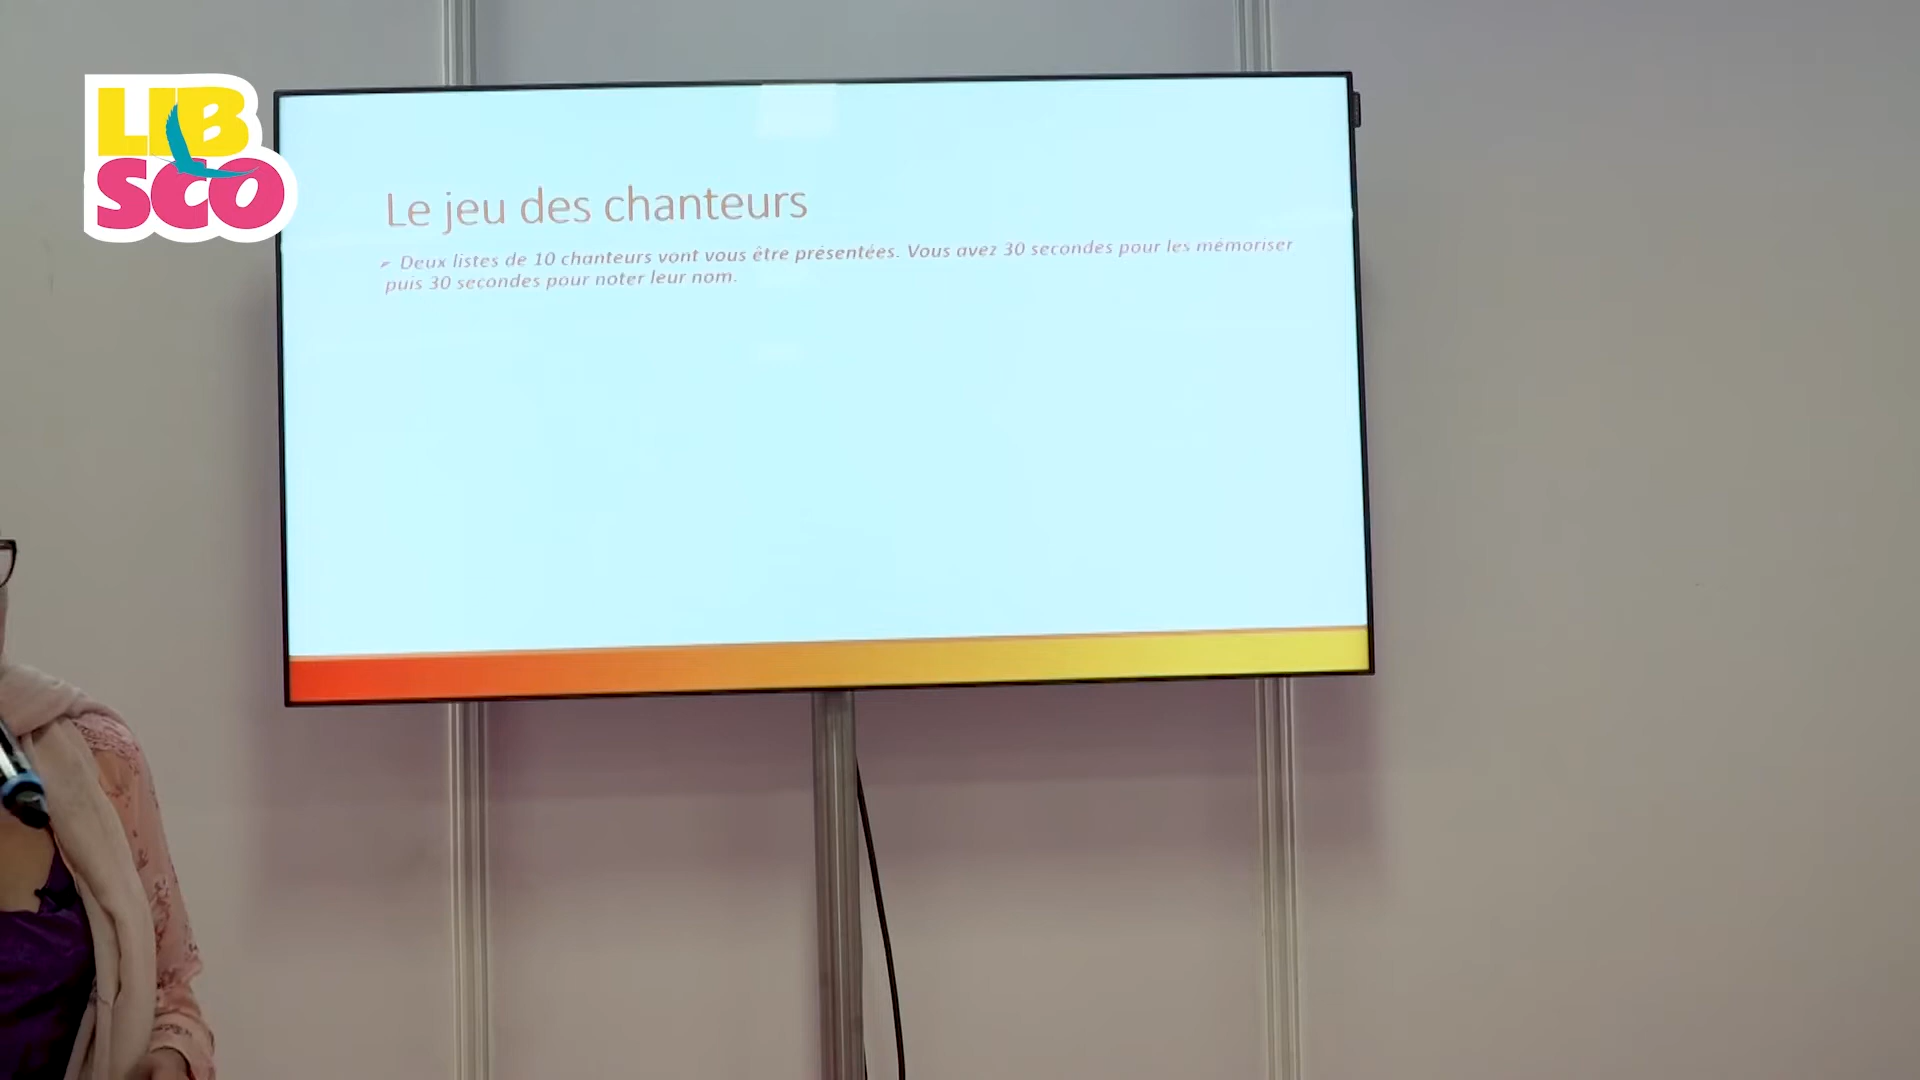 LIB
SCO
Le jeu des chanteurs
Deux listes de 10 chanteurs vont vous être présentées. Vous avez 30 secondes pour les mémoriser
puis 30 secondes pour noter leur nom.